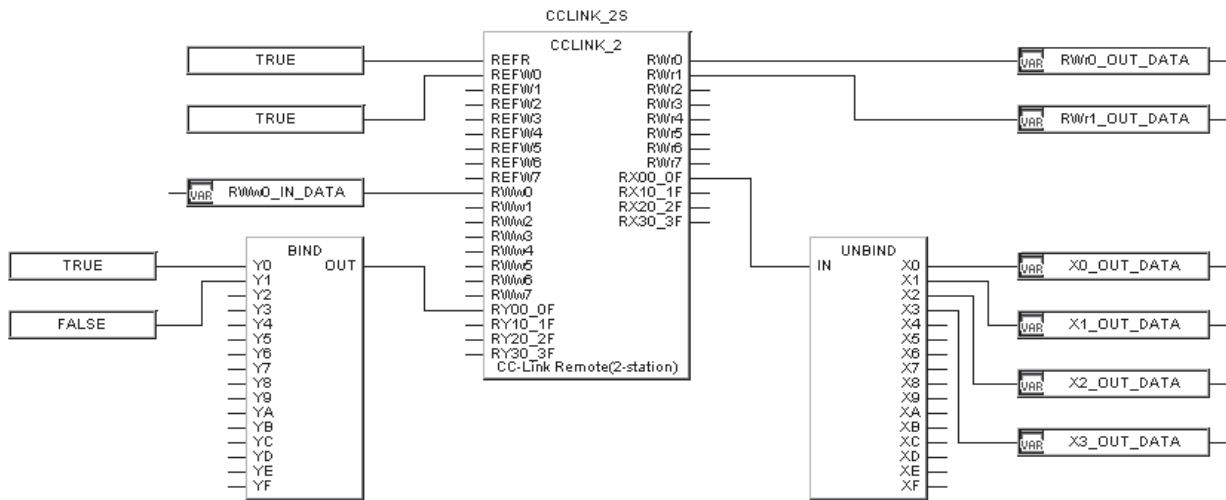 CCLINK_2S
CCLINK_2
TRUE
REFR
RWr0
VAR RWr0_OUT_DATA
REFW0
RWr1
REFW1
RWr2
REFW2
RWr3
TRUE
REFW3
RWr4
VAR RWr1_OUT_DATA
REFW4
RWr5
REFW5
RWr6
REFW6
RWr7
REFW7
RX00_0F
VAR RWw0_IN_DATA
RWw0
RX10_1F
RWw1
RX20_2F
RWw2
RX30_3F
RWw3
RWw4
RWw5
RWw6
RWw7
RY00_0F
RY10_1F
RY20_2F
RY30_3F
CC-Link Remote(2-station)
TRUE
FALSE
BIND
Y0
OUT
Y1
Y2
Y3
Y4
Y5
Y6
Y7
Y8
Y9
YA
YB
YC
YD
YE
YF
UNBIND
IN
X0
X1
X2
X3
X4
X5
X6
X7
X8
X9
XA
XB
XC
XD
XE
XF
VAR X0_OUT_DATA
VAR X1_OUT_DATA
VAR X2_OUT_DATA
VAR X3_OUT_DATA